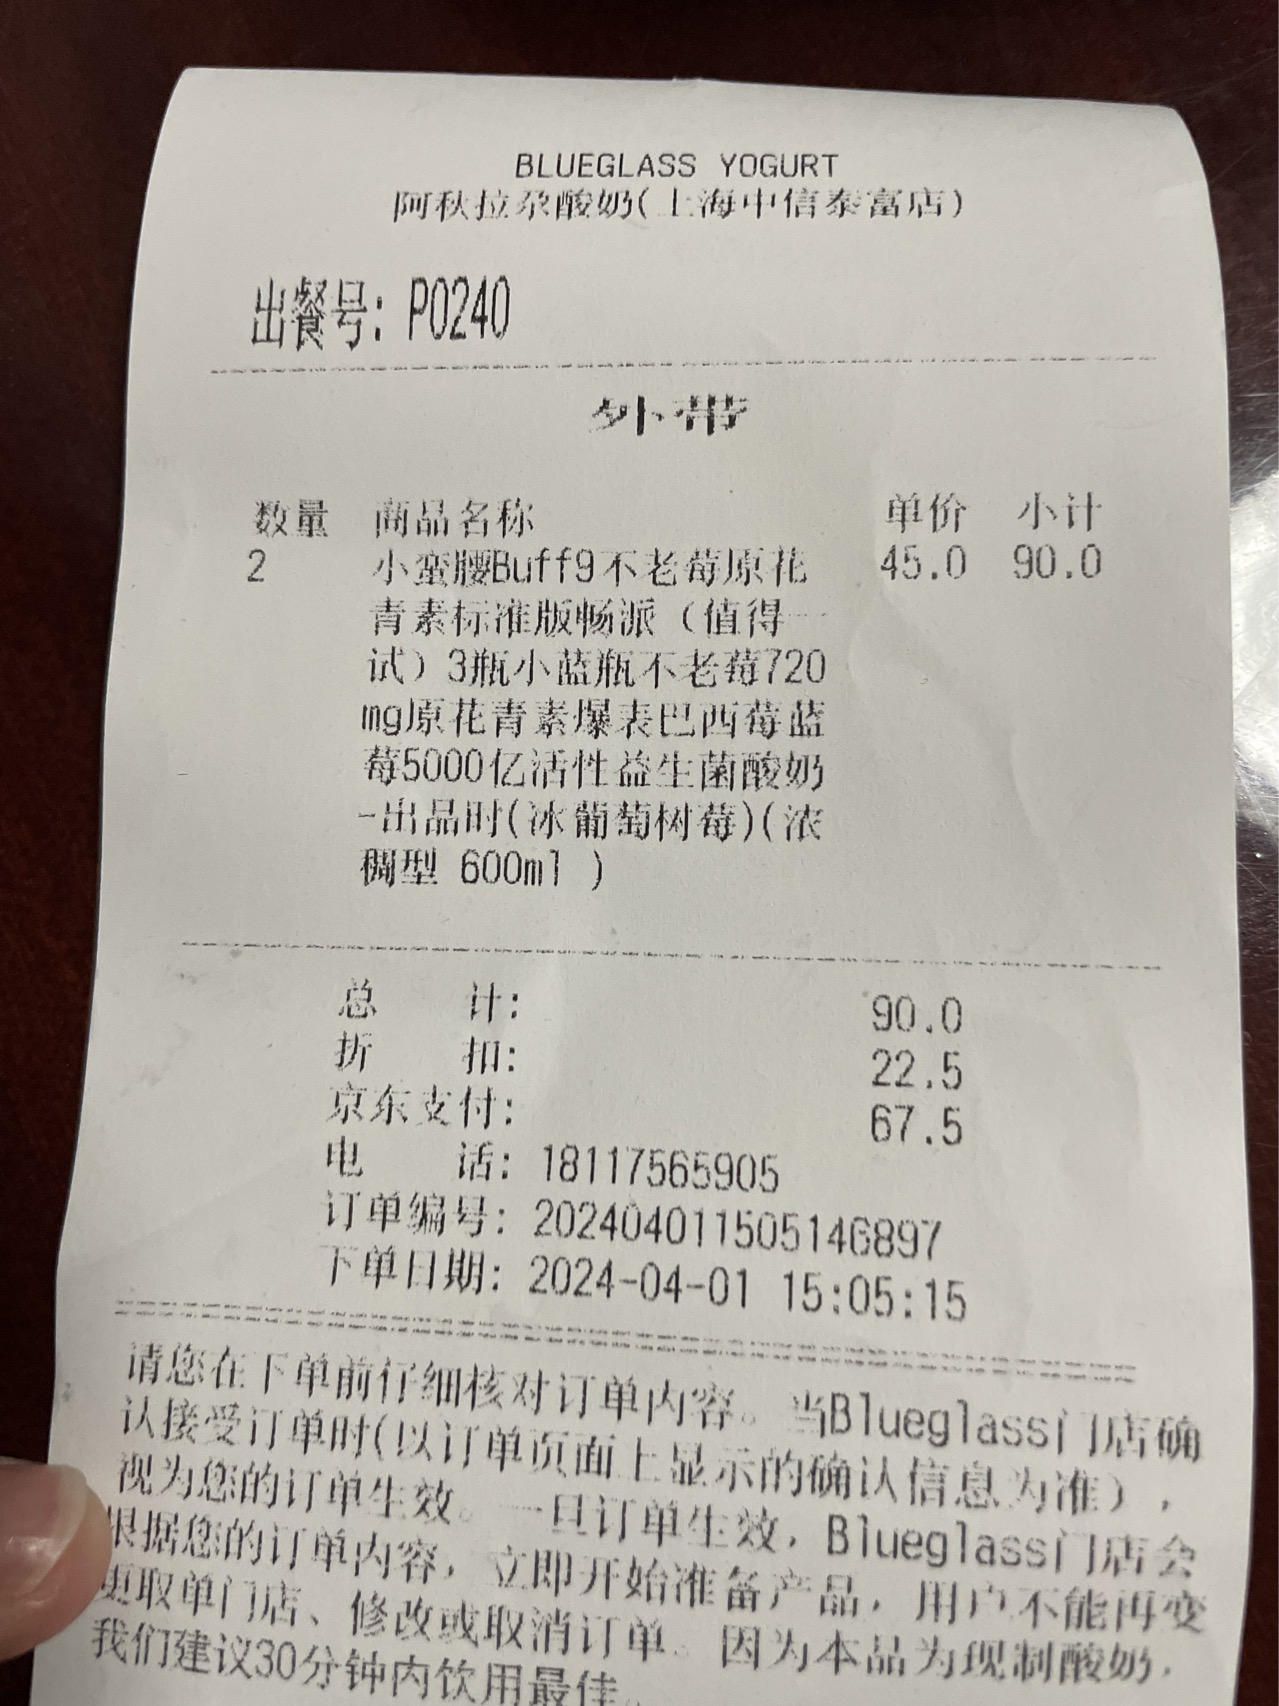 BLUEGLASS YOGURT
阿秋拉尕酸奶(上海中信泰富店)
出餐号: P0240
外带
数量 商品名称 单价 小计
2 小蛮腰Buff9不老莓原花 45.0 90.0
青素标准版畅派（值得一
试）3瓶小蓝瓶不老莓720
mg原花青素爆表巴西莓蓝
莓5000亿活性益生菌酸奶
-出品时(冰葡萄树莓)(浓
稠型 600ml )
总 计: 90.0
折 扣: 22.5
京东支付: 67.5
电 话: 18117565905
订单编号: 202404011505146897
下单日期: 2024-04-01 15:05:15
请您在下单前仔细核对订单内容。当Blueglass门店确
认接受订单时(以订单页面上显示的确认信息为准)，
视为您的订单生效。一旦订单生效，Blueglass门店会
根据您的订单内容，立即开始准备产品，用户不能再变
更取单门店、修改或取消订单。因为本品为现制酸奶，
我们建议30分钟内饮用最佳。